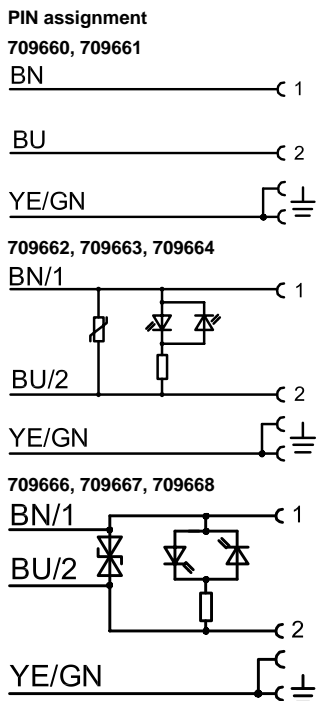 PIN assignment
709660, 709661
BN
1
BU
2
YE/GN
709662, 709663, 709664
BN/1
1
BU/2
2
YE/GN
709666, 709667, 709668
BN/1
1
BU/2
2
YE/GN